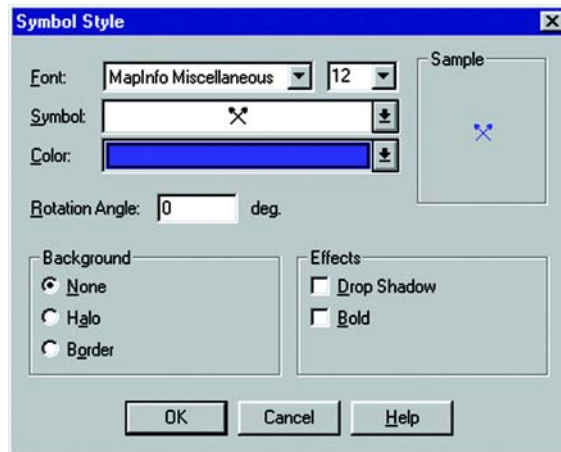 Symbol Style
Font: MapInfo Miscellaneous 12
Sample
Symbol:
Color:
Rotation Angle: 0 deg.
Background
None
Halo
Border
Effects
Drop Shadow
Bold
OK Cancel Help